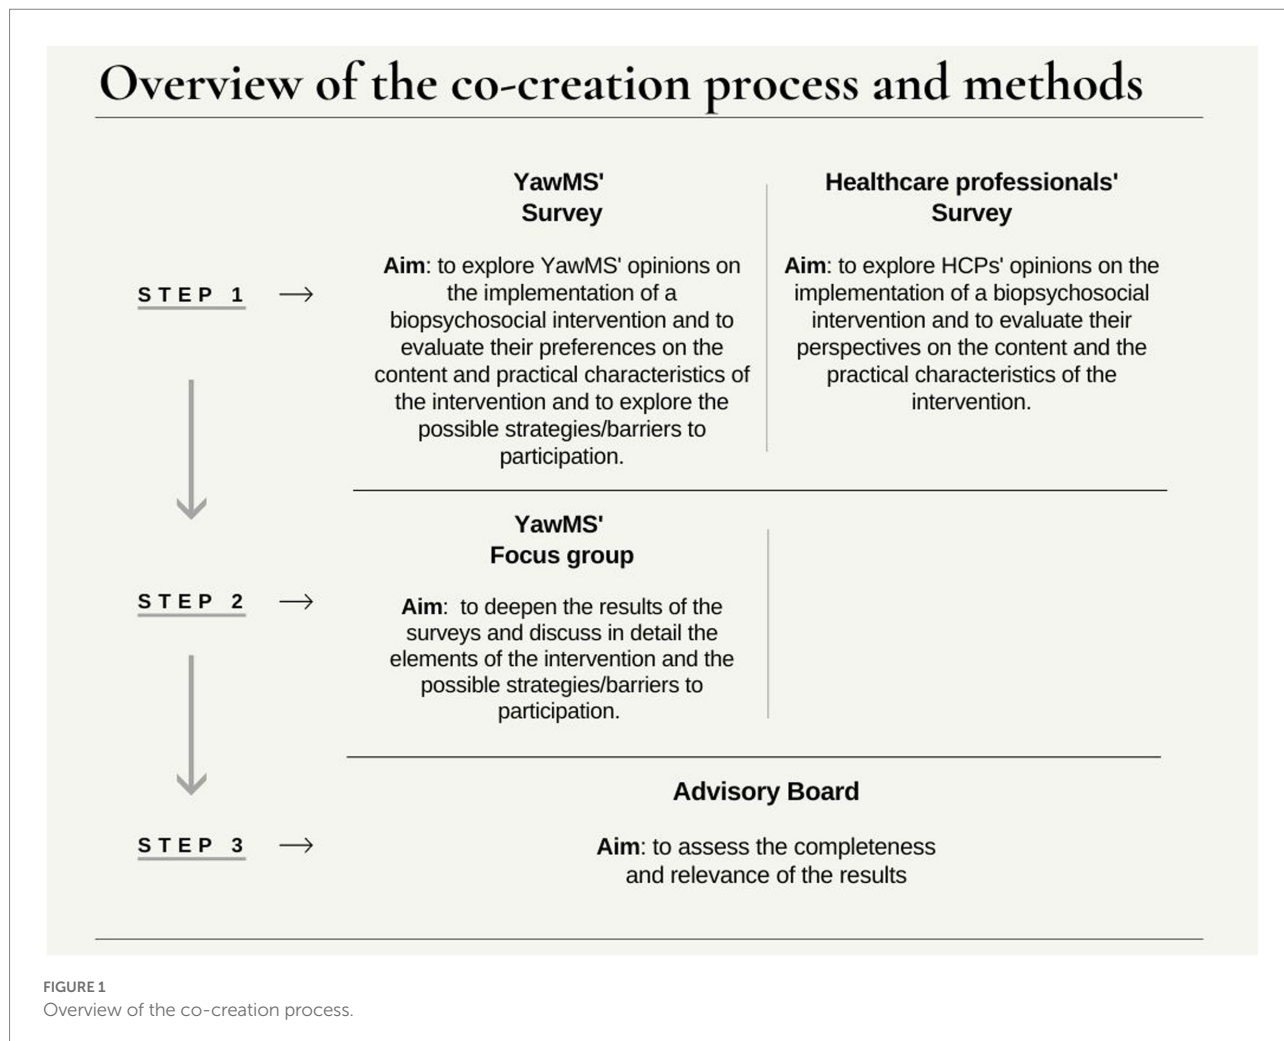 Overview of the co-creation process and methods
YawMS'
Survey
Healthcare professionals'
Survey
STEP 1
Aim: to explore YawMS' opinions on
the implementation of a
biopsychosocial intervention and to
evaluate their preferences on the
content and practical characteristics of
the intervention and to explore the
possible strategies/barriers to
participation.
Aim: to explore HCPs' opinions on the
implementation of a biopsychosocial
intervention and to evaluate their
perspectives on the content and the
practical characteristics of the
intervention.
YawMS'
Focus group
STEP 2
Aim: to deepen the results of the
surveys and discuss in detail the
elements of the intervention and the
possible strategies/barriers to
participation.
Advisory Board
STEP 3
Aim: to assess the completeness
and relevance of the results
FIGURE 1
Overview of the co-creation process.